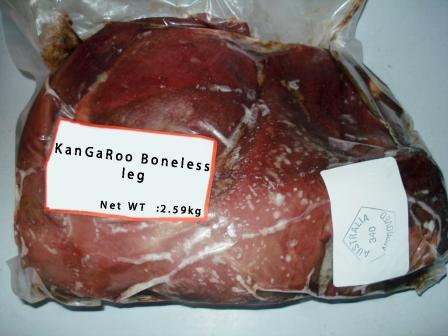 KanGaRoo Boneless
leg
Net WT :2.59kg
AUSTRALIA
340